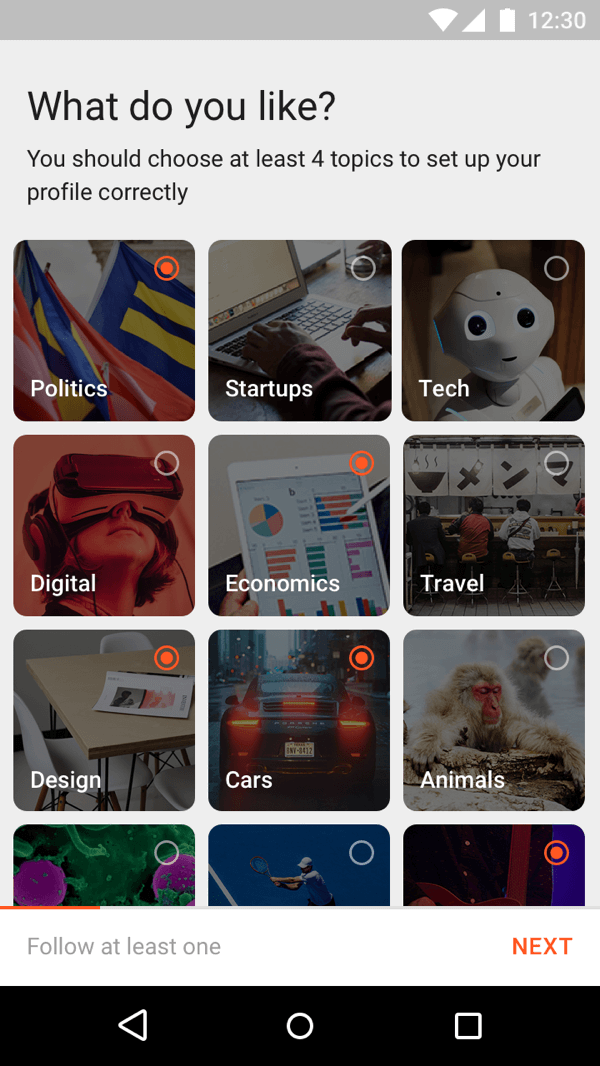 12:30
What do you like?
You should choose at least 4 topics to set up your
profile correctly
Politics
Startups
Tech
Digital
Economics
Travel
Design
PORSCHE
Cars
Animals
Follow at least one
NEXT